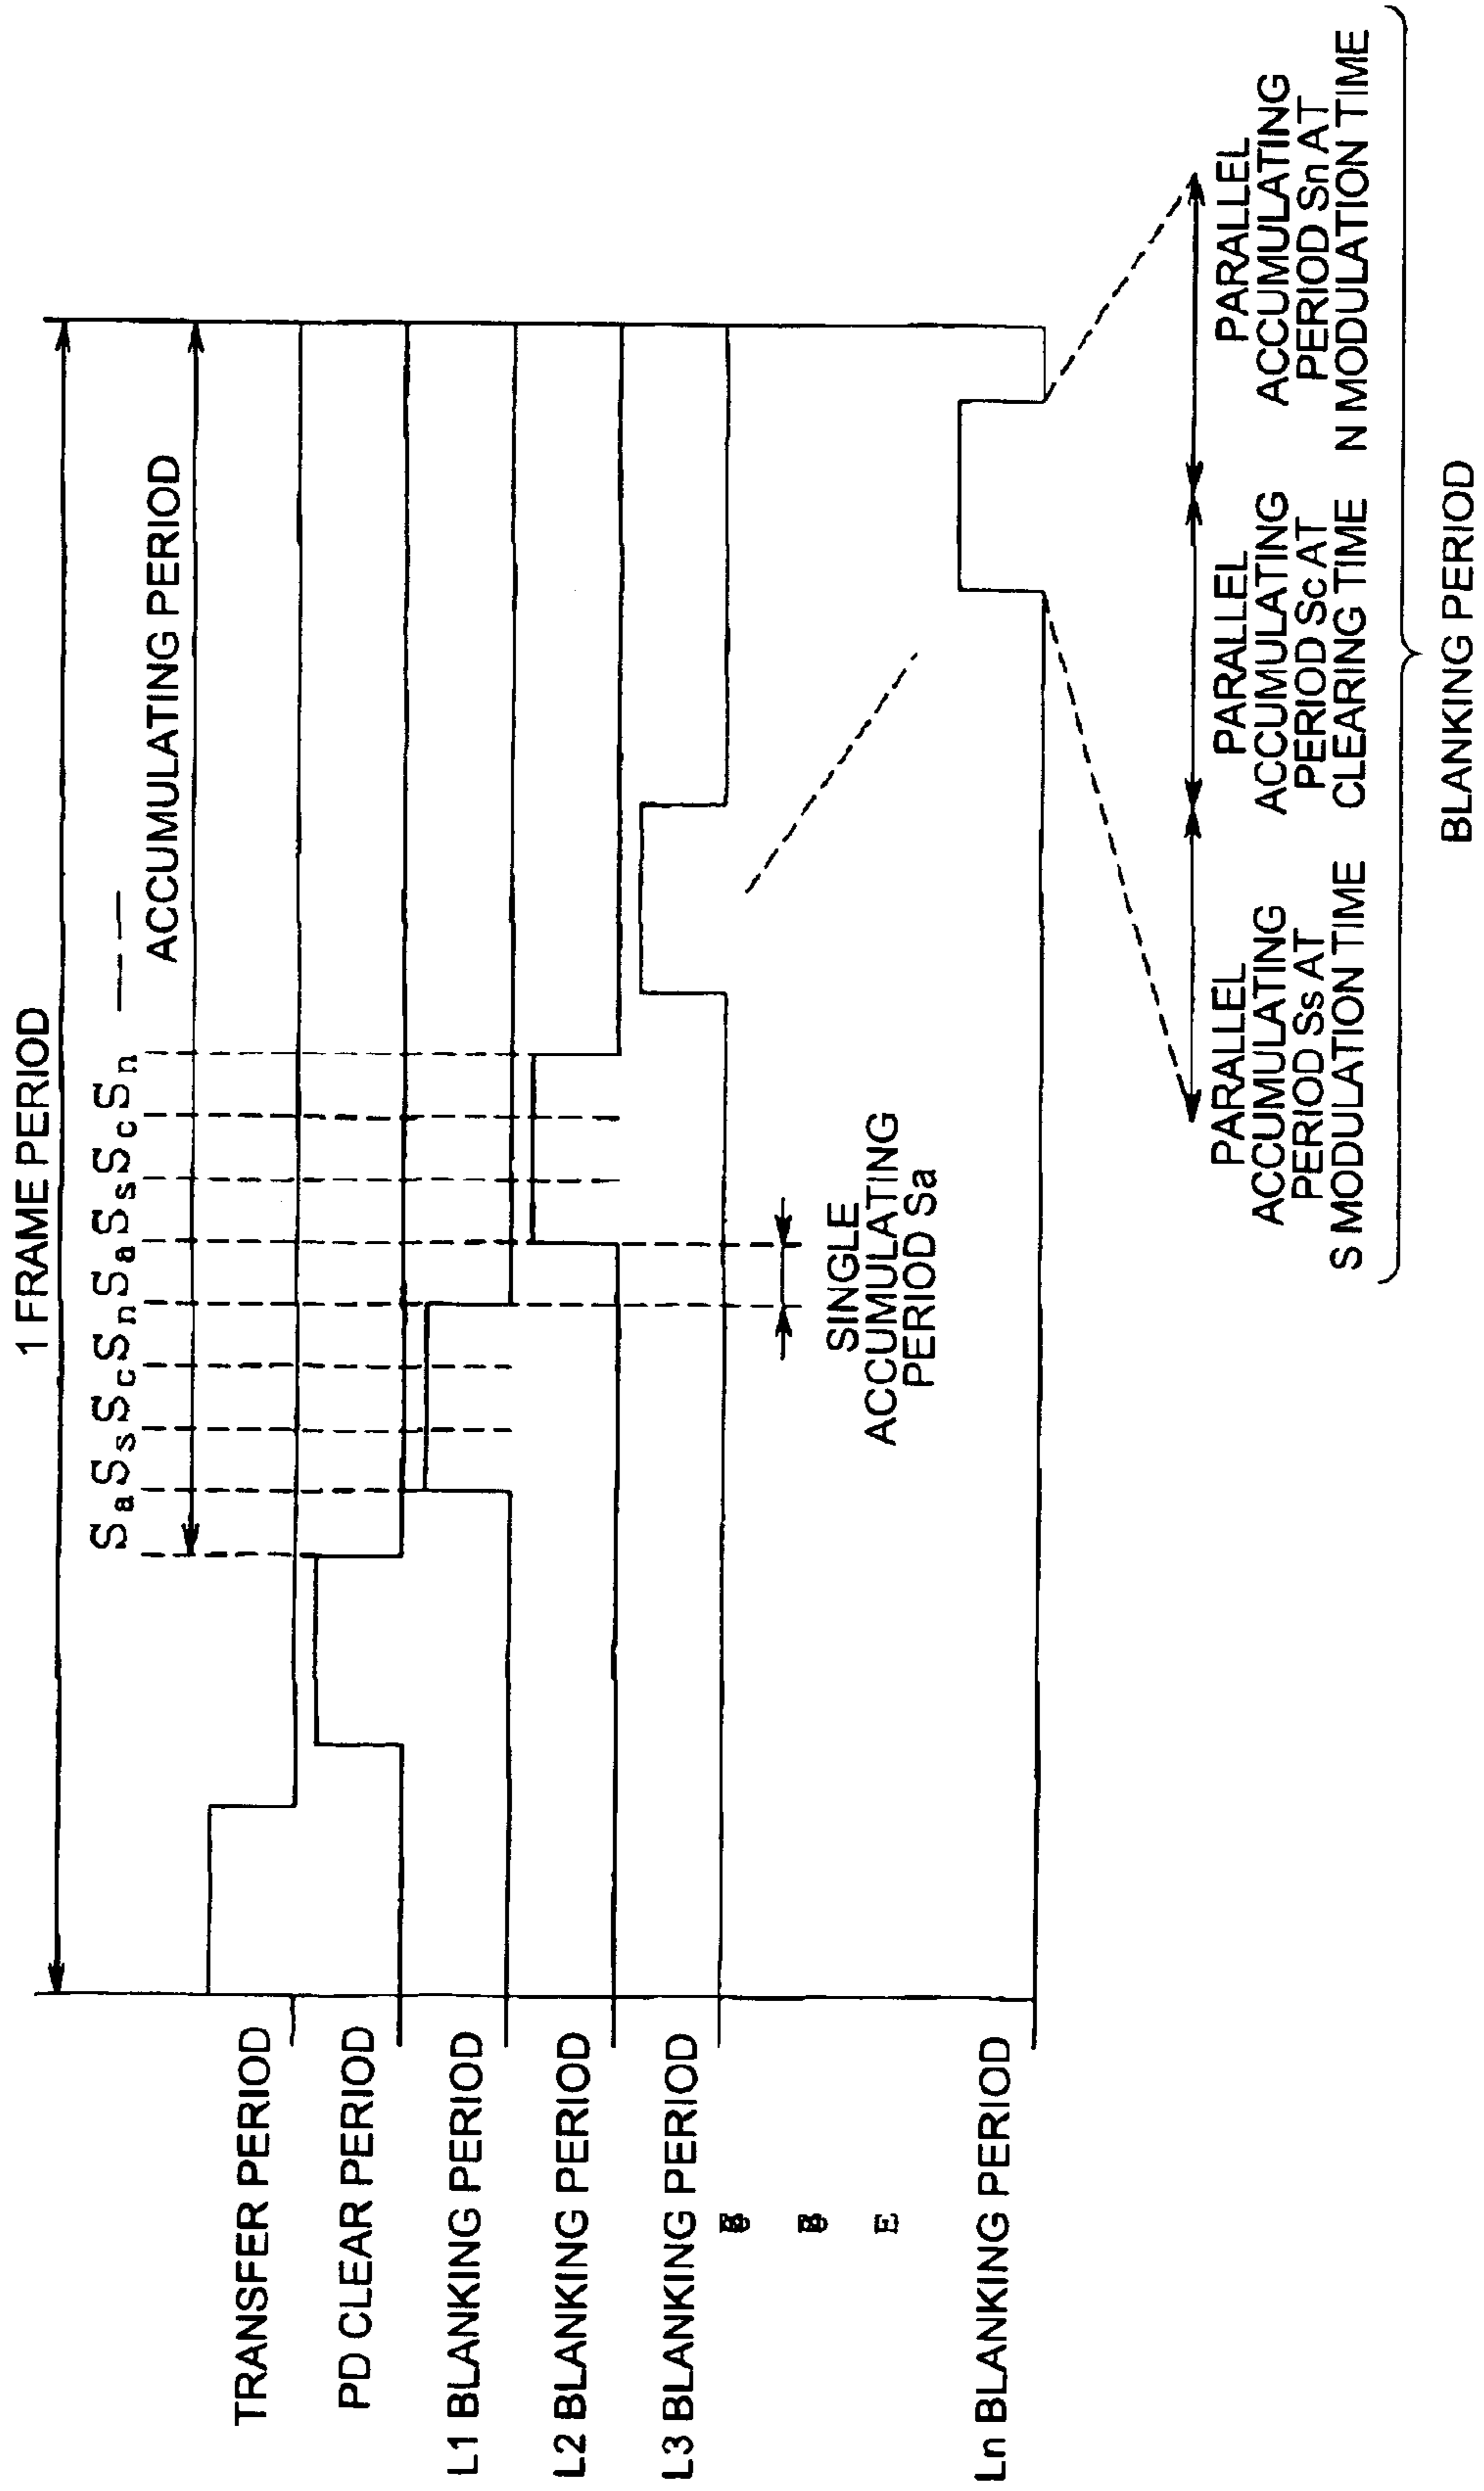 1 FRAME PERIOD
Sa Ss Sc Sn Sa Ss Sc Sn
ACCUMULATING PERIOD
TRANSFER PERIOD
PD CLEAR PERIOD
L1 BLANKING PERIOD
L2 BLANKING PERIOD
L3 BLANKING PERIOD
Ln BLANKING PERIOD
SINGLE
ACCUMULATING
PERIOD Sa
PARALLEL
ACCUMULATING
PERIOD Ss AT
S MODULATION TIME
PARALLEL
ACCUMULATING
PERIOD Sc AT
CLEARING TIME
PARALLEL
ACCUMULATING
PERIOD Sn AT
N MODULATION TIME
BLANKING PERIOD